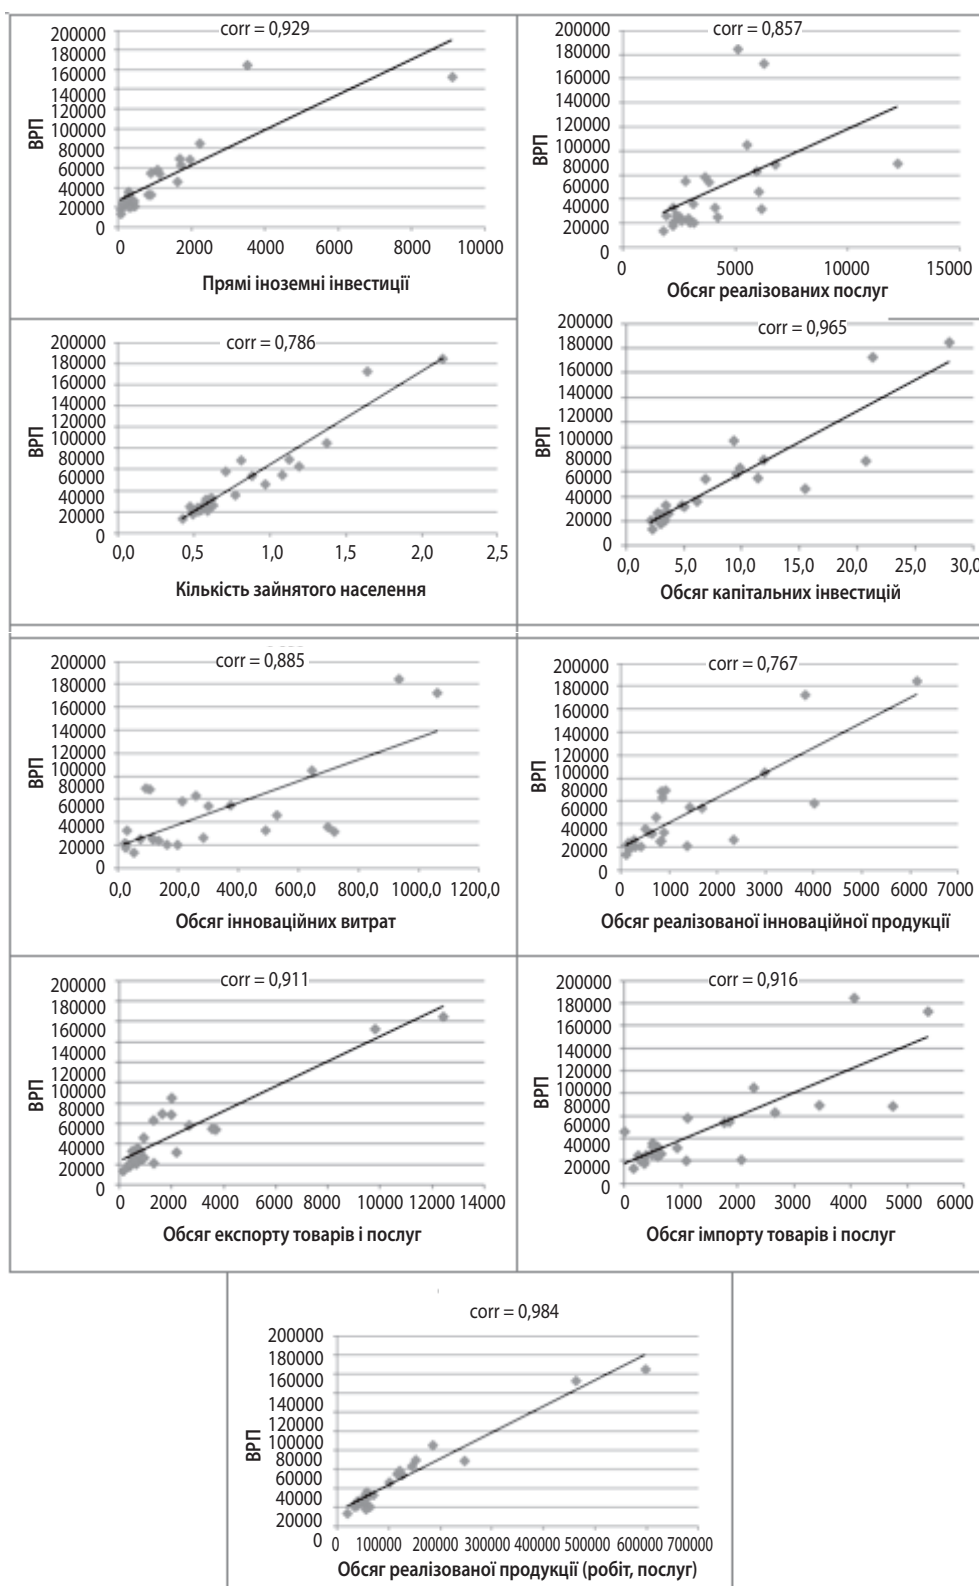 corr = 0,929
200000
180000
160000
140000
120000
100000
80000
60000
40000
20000
0
ВРП
0 2000 4000 6000 8000 10000
Прямі іноземні інвестиції
corr = 0,857
200000
180000
160000
140000
120000
100000
80000
60000
40000
20000
0
ВРП
0 5000 10000 15000
Обсяг реалізованих послуг
corr = 0,786
200000
180000
160000
140000
120000
100000
80000
60000
40000
20000
0
ВРП
0,0 0,5 1,0 1,5 2,0 2,5
Кількість зайнятого населення
corr = 0,965
200000
180000
160000
140000
120000
100000
80000
60000
40000
20000
0
ВРП
0,0 5,0 10,0 15,0 20,0 25,0 30,0
Обсяг капітальних інвестицій
corr = 0,885
200000
180000
160000
140000
120000
100000
80000
60000
40000
20000
0
ВРП
0,0 200,0 400,0 600,0 800,0 1000,0 1200,0
Обсяг інноваційних витрат
corr = 0,767
200000
180000
160000
140000
120000
100000
80000
60000
40000
20000
0
ВРП
0 1000 2000 3000 4000 5000 6000 7000
Обсяг реалізованої інноваційної продукції
corr = 0,911
200000
180000
160000
140000
120000
100000
80000
60000
40000
20000
0
ВРП
0 2000 4000 6000 8000 10000 12000 14000
Обсяг експорту товарів і послуг
corr = 0,916
200000
180000
160000
140000
120000
100000
80000
60000
40000
20000
0
ВРП
0 1000 2000 3000 4000 5000 6000
Обсяг імпорту товарів і послуг
corr = 0,984
200000
180000
160000
140000
120000
100000
80000
60000
40000
20000
0
ВРП
0 100000 200000 300000 400000 500000 600000 700000
Обсяг реалізованої продукції (робіт, послуг)